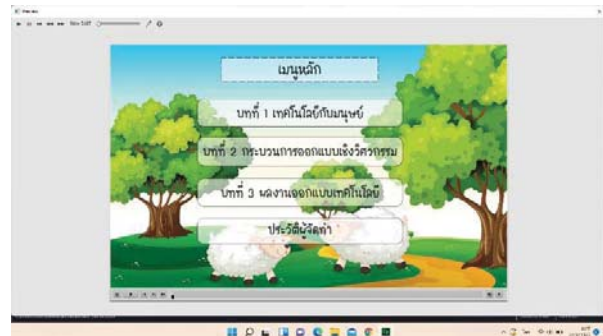 เมนูหลัก
บทที่ 1 เทคโนโลยีกับมนุษย์
บทที่ 2 กระบวนการออกแบบเชิงวิศวกรรม
บทที่ 3 ผลงานออกแบบเทคโนโลยี
ประวัติผู้จัดทำ